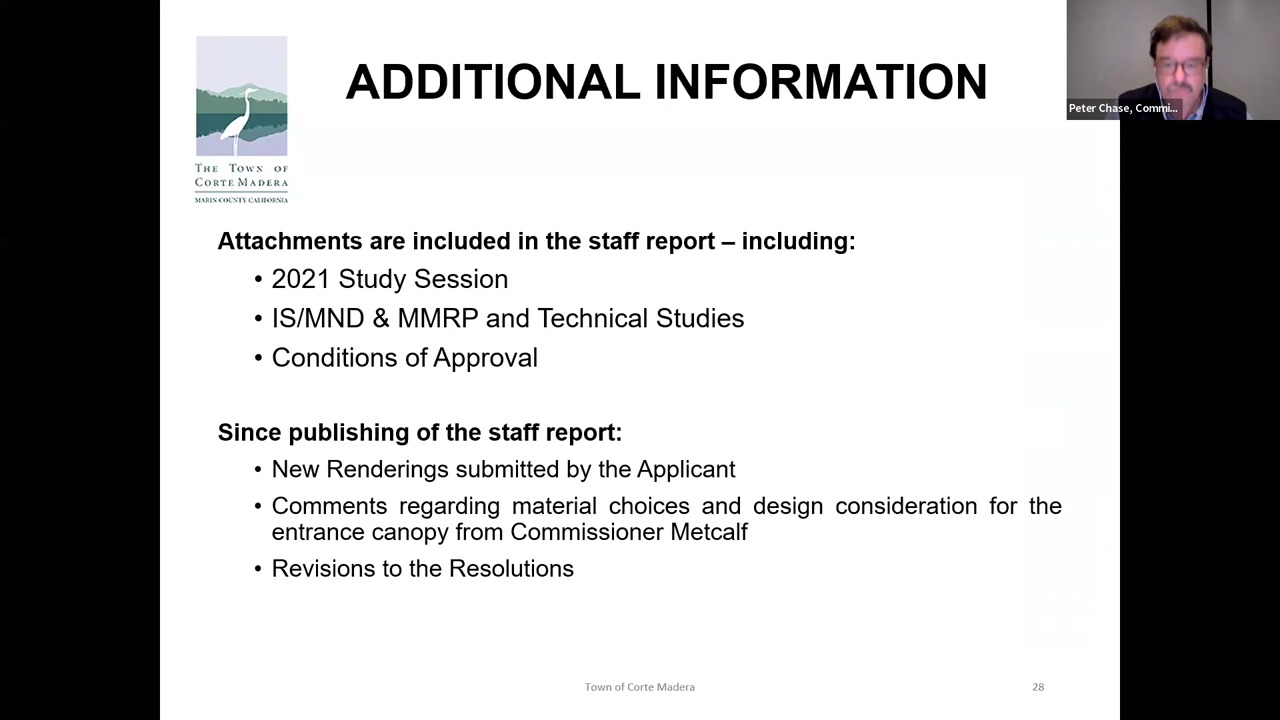 ADDITIONAL INFORMATION
Peter Chase, Commi...
THE TOWN OF
CORTE MADERA
MARIN COUNTY CALIFORNIA
Attachments are included in the staff report – including:
• 2021 Study Session
• IS/MND & MMRP and Technical Studies
• Conditions of Approval
Since publishing of the staff report:
• New Renderings submitted by the Applicant
• Comments regarding material choices and design consideration for the
entrance canopy from Commissioner Metcalf
• Revisions to the Resolutions
Town of Corte Madera
28